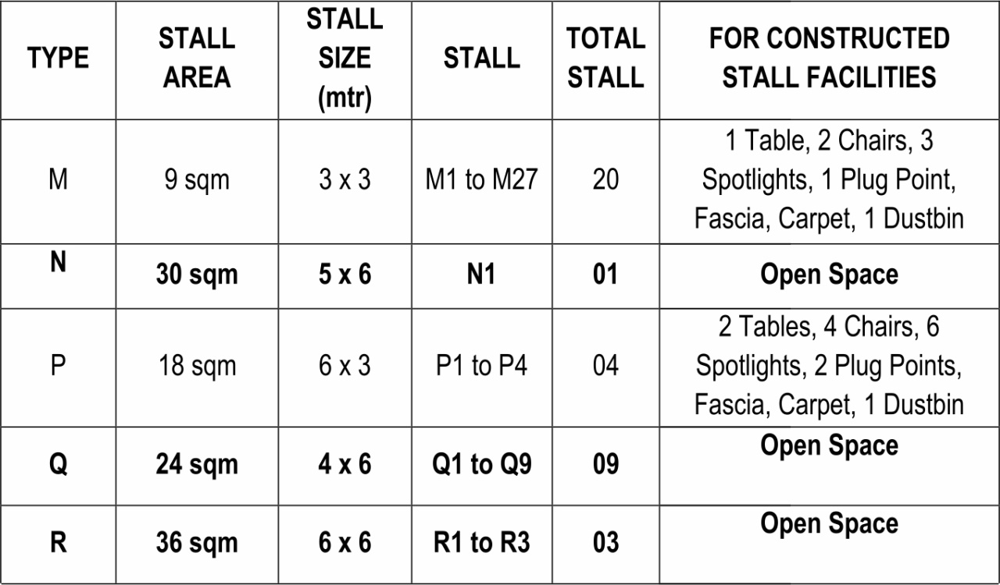 TYPE
STALL
AREA
STALL
SIZE
(mtr)
STALL
TOTAL
STALL
FOR CONSTRUCTED
STALL FACILITIES
M
9 sqm
3 x 3
M1 to M27
20
1 Table, 2 Chairs, 3
Spotlights, 1 Plug Point,
Fascia, Carpet, 1 Dustbin
N
30 sqm
5 x 6
N1
01
Open Space
P
18 sqm
6 x 3
P1 to P4
04
2 Tables, 4 Chairs, 6
Spotlights, 2 Plug Points,
Fascia, Carpet, 1 Dustbin
Q
24 sqm
4 x 6
Q1 to Q9
09
Open Space
R
36 sqm
6 x 6
R1 to R3
03
Open Space